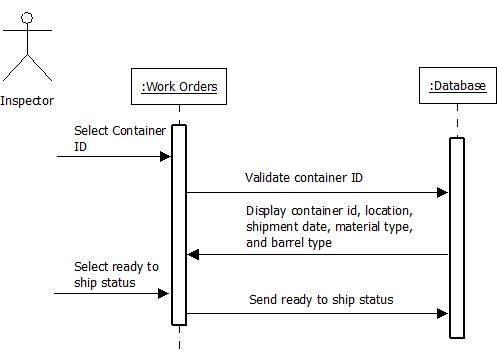 Inspector
:Work Orders
:Database
Select Container
ID
Validate container ID
Display container id, location,
shipment date, material type,
and barrel type
Select ready to
ship status
Send ready to ship status